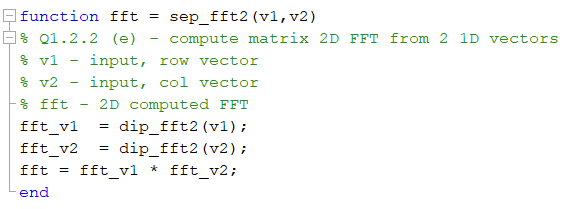 function fft = sep_fft2(v1,v2)
% Q1.2.2 (e) - compute matrix 2D FFT from 2 1D vectors
% v1 - input, row vector
% v2 - input, col vector
% fft - 2D computed FFT
fft_v1  = dip_fft2(v1);
fft_v2  = dip_fft2(v2);
fft = fft_v1 * fft_v2;
end